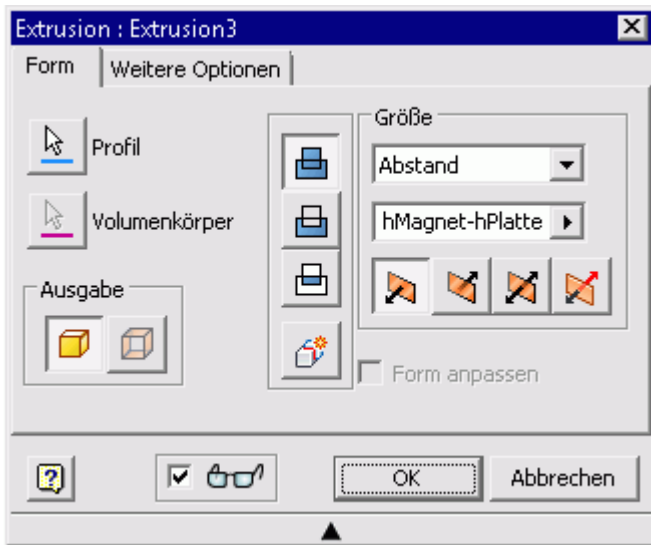 Extrusion : Extrusion3
Form
Weitere Optionen
Profil
Volumenkörper
Ausgabe
Größe
Abstand
hMagnet-hPlatte
Form anpassen
OK
Abbrechen